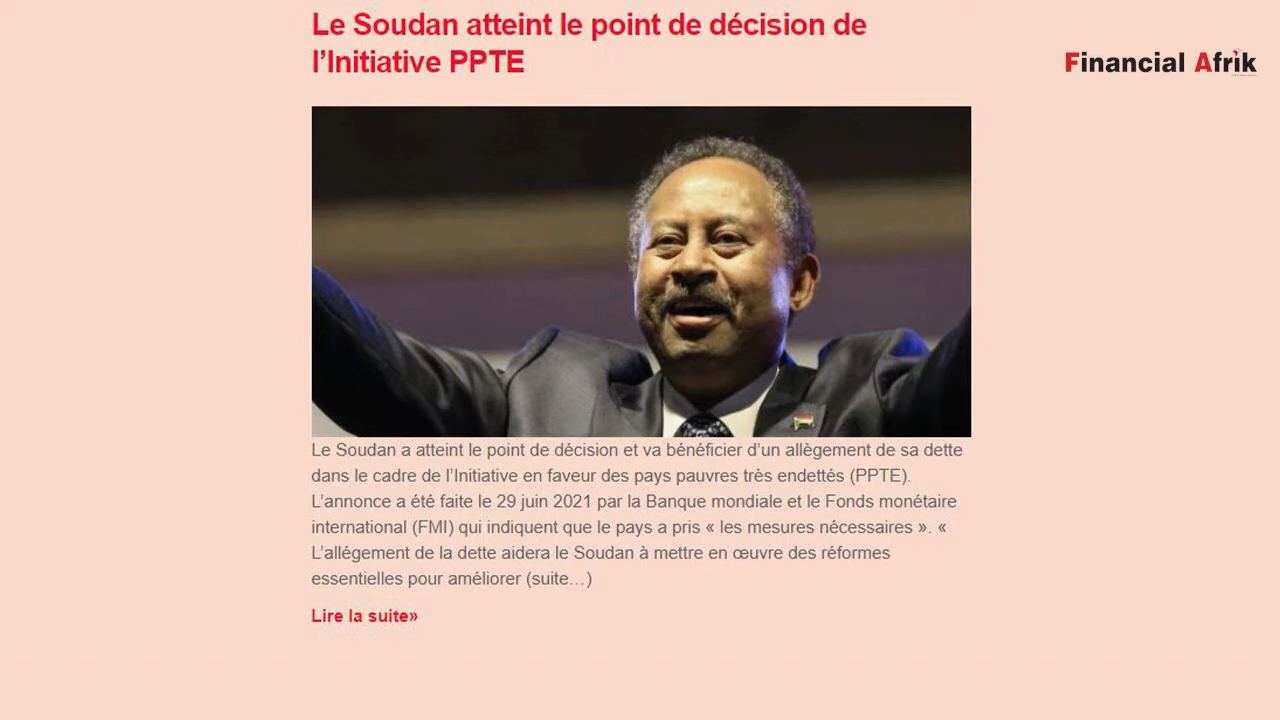 Le Soudan atteint le point de décision de
l’Initiative PPTE
Financial Afrik
Le Soudan a atteint le point de décision et va bénéficier d’un allègement de sa dette
dans le cadre de l’Initiative en faveur des pays pauvres très endettés (PPTE).
L’annonce a été faite le 29 juin 2021 par la Banque mondiale et le Fonds monétaire
international (FMI) qui indiquent que le pays a pris « les mesures nécessaires ». «
L’allégement de la dette aidera le Soudan à mettre en œuvre des réformes
essentielles pour améliorer (suite…)
Lire la suite»